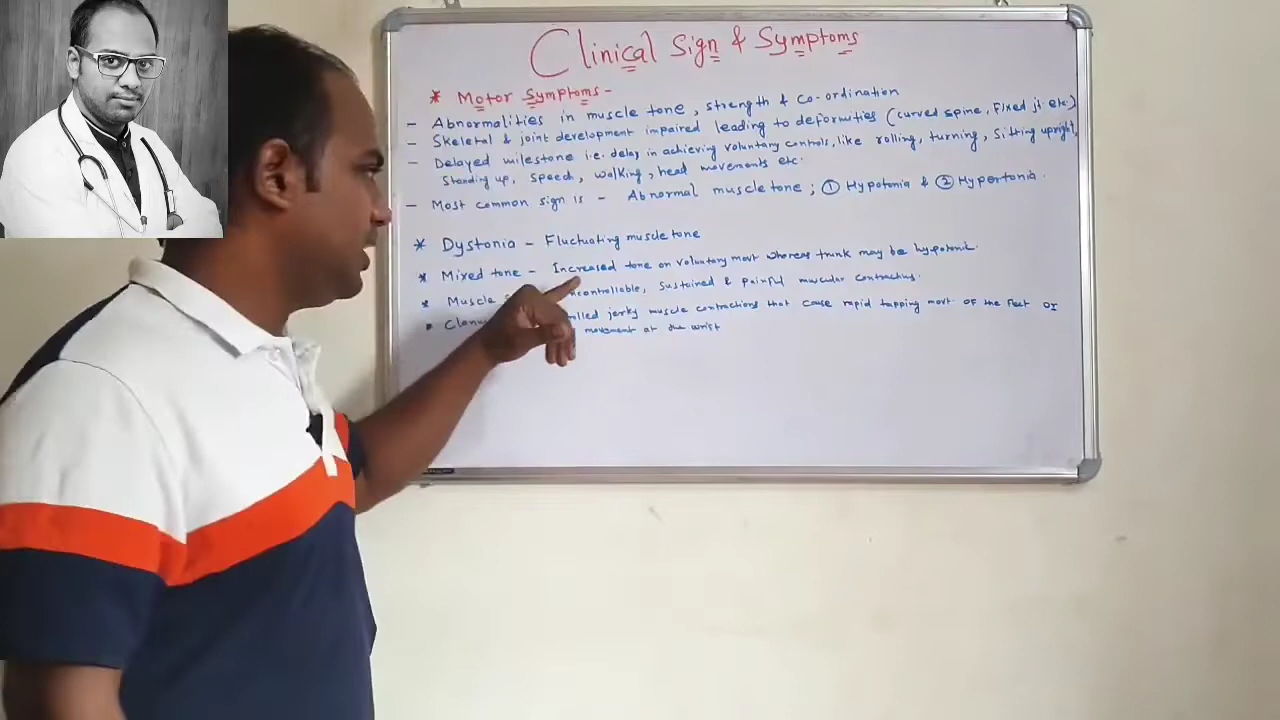 Clinical Sign & Symptoms
* Motor Symptoms -
- Abnormalities in muscle tone, strength & Co-ordination
- Skeletal & joint development impaired leading to deformities (curved spine, Fixed jt. etc)
- Delayed milestone i.e. delay in achieving voluntary controls, like rolling, turning, Sitting upright,
Standing up, speech, walking, head movements etc.
- Most common sign is - Abnormal muscle tone ; ① Hypotonia & ② Hypertonia.
* Dystonia - Fluctuating muscle tone
* Mixed tone - Increased tone on voluntary movt whereas trunk may be hypotonic.
* Muscle uncontrollable, sustained & painful muscular contractions.
* jerky muscle contractions that cause rapid tapping movt. of the feet or
movement at the wrist